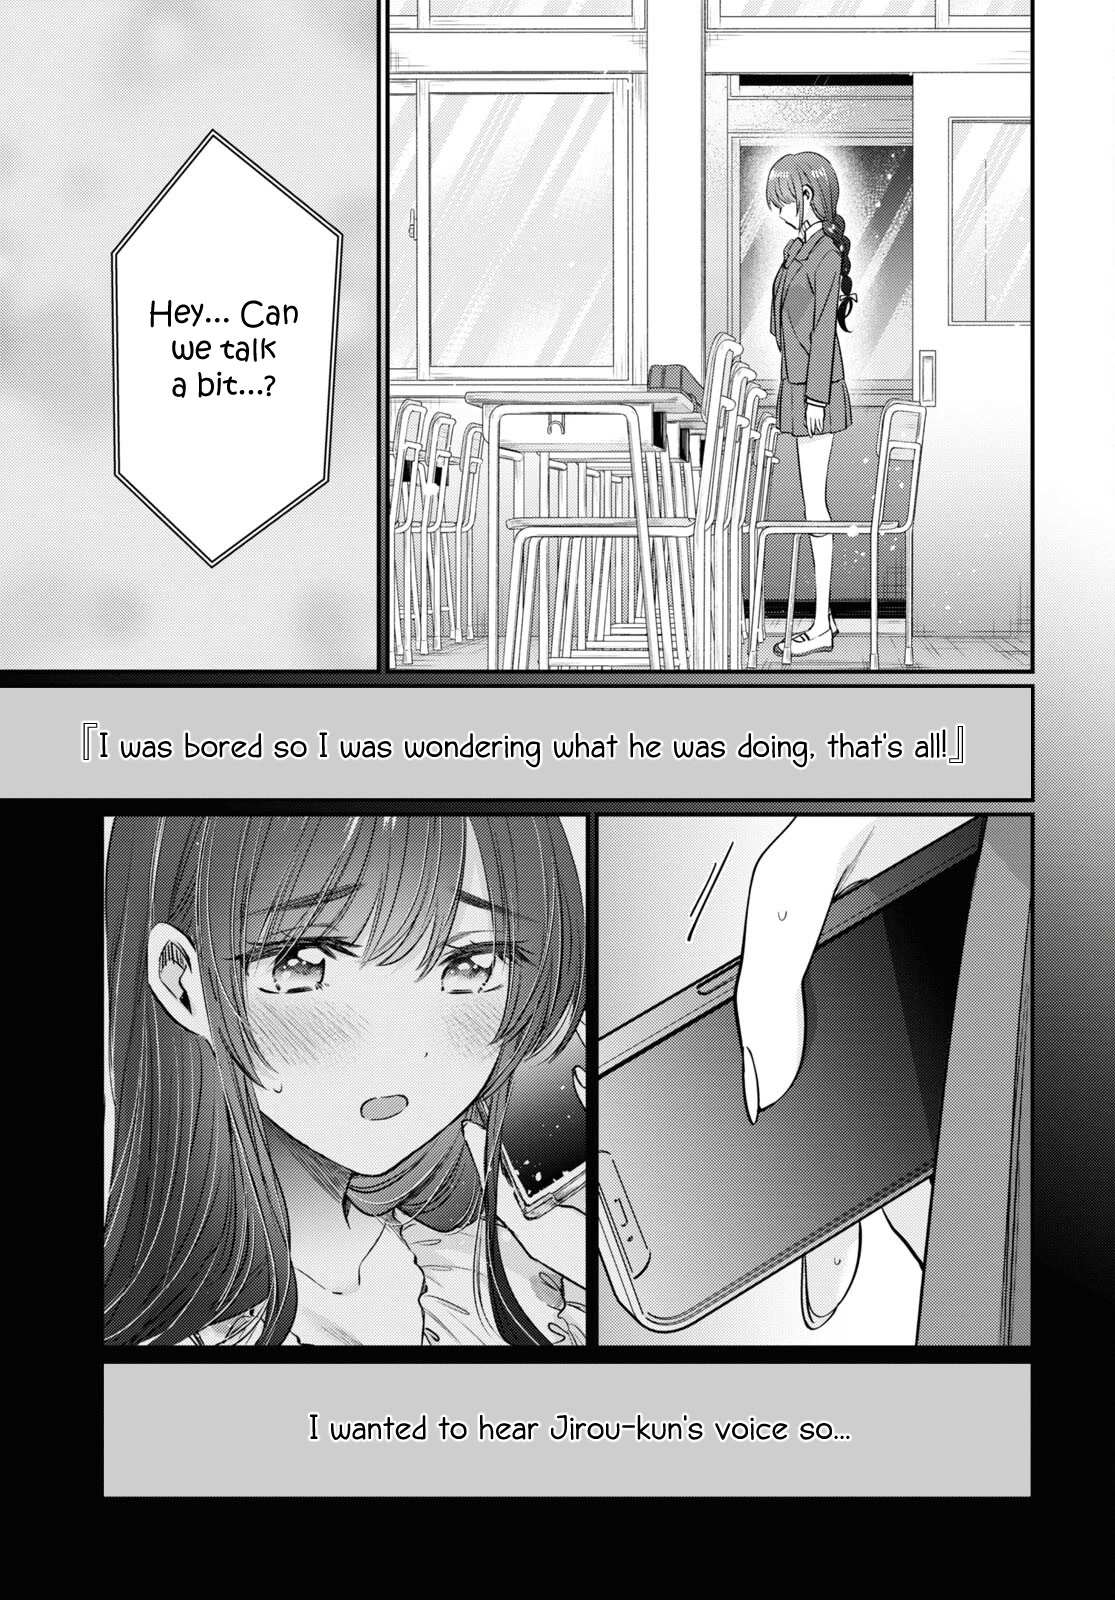 Hey... Can
we talk
a bit...?
『I was bored so I was wondering what he was doing, that's all!』
I wanted to hear Jirou-kun's voice so...